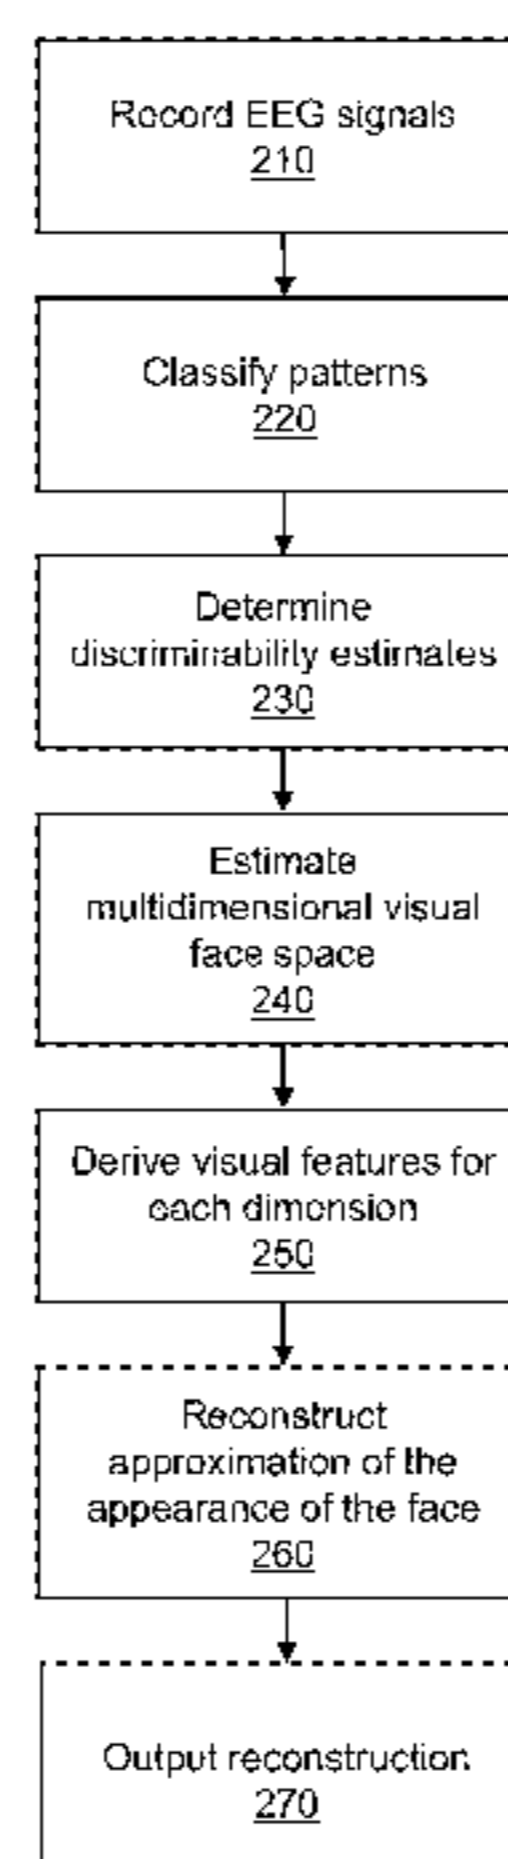 Record EEG signals
210
Classify patterns
220
Determine
discriminability estimates
230
Estimate
multidimensional visual
face space
240
Derive visual features for
each dimension
250
Reconstruct
approximation of the
appearance of the face
260
Output reconstruction
270